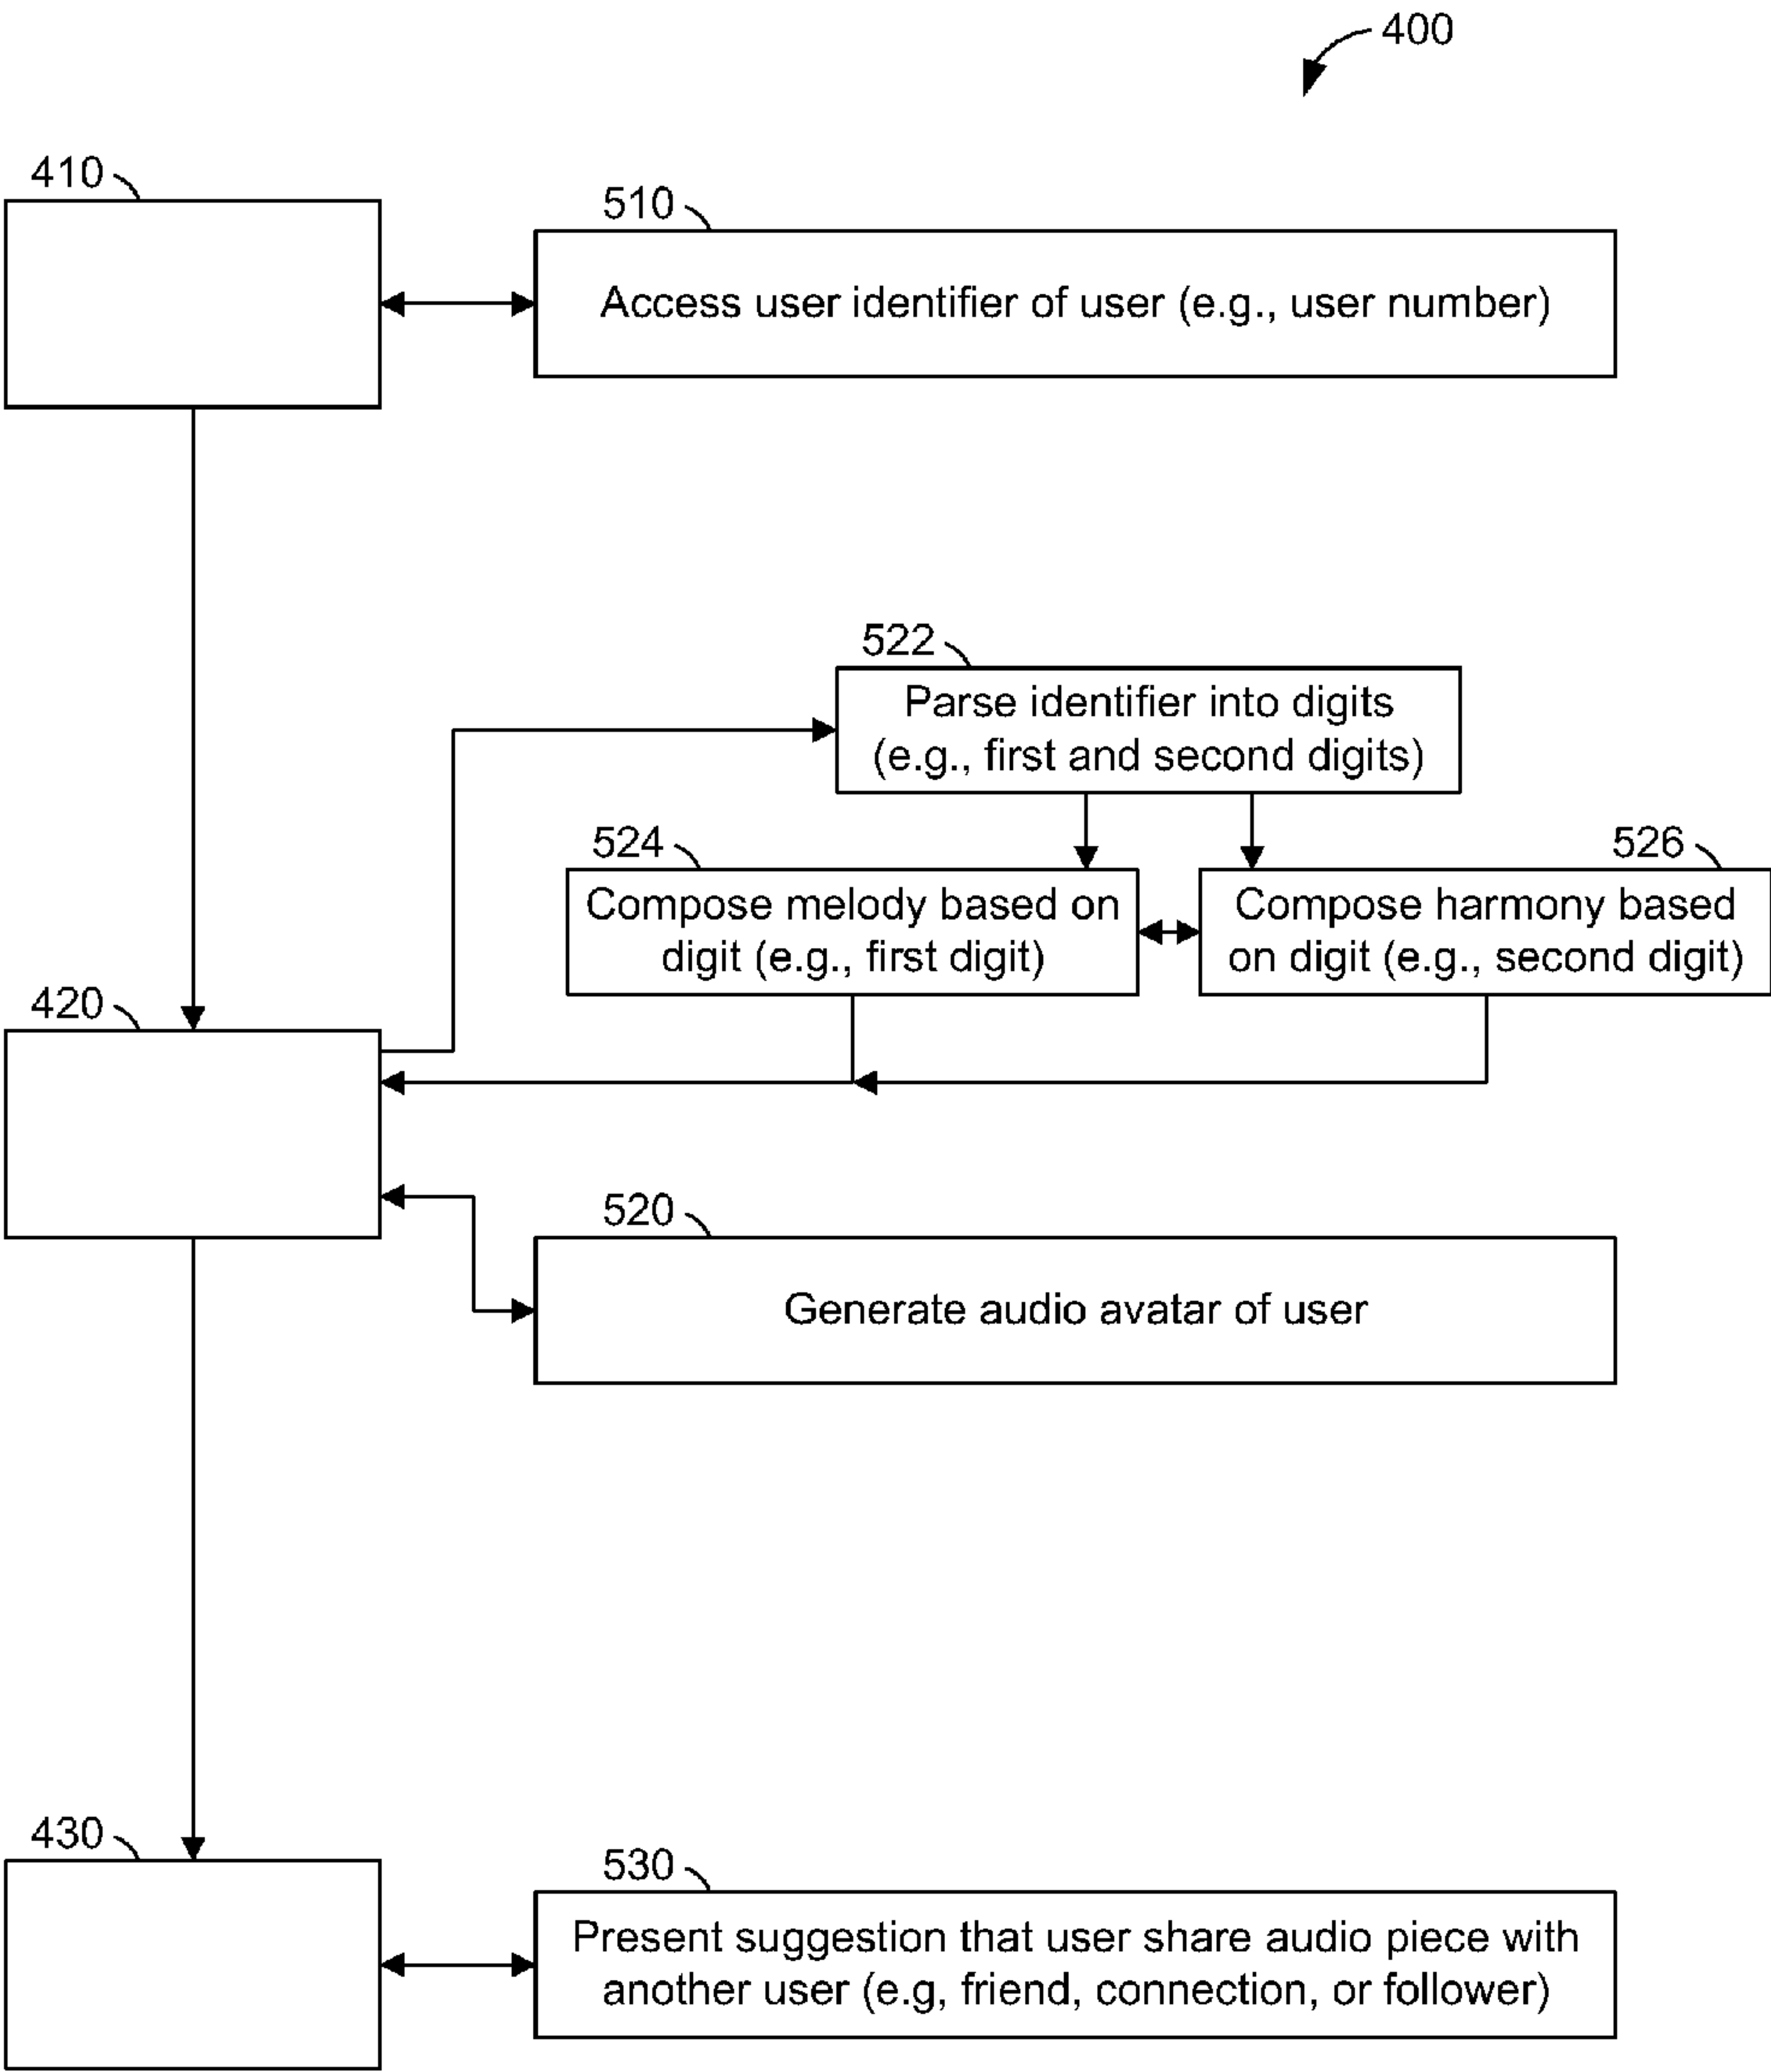 400
410
510
Access user identifier of user (e.g., user number)
522
Parse identifier into digits
(e.g., first and second digits)
524
Compose melody based on
digit (e.g., first digit)
526
Compose harmony based
on digit (e.g., second digit)
420
520
Generate audio avatar of user
430
530
Present suggestion that user share audio piece with
another user (e.g, friend, connection, or follower)